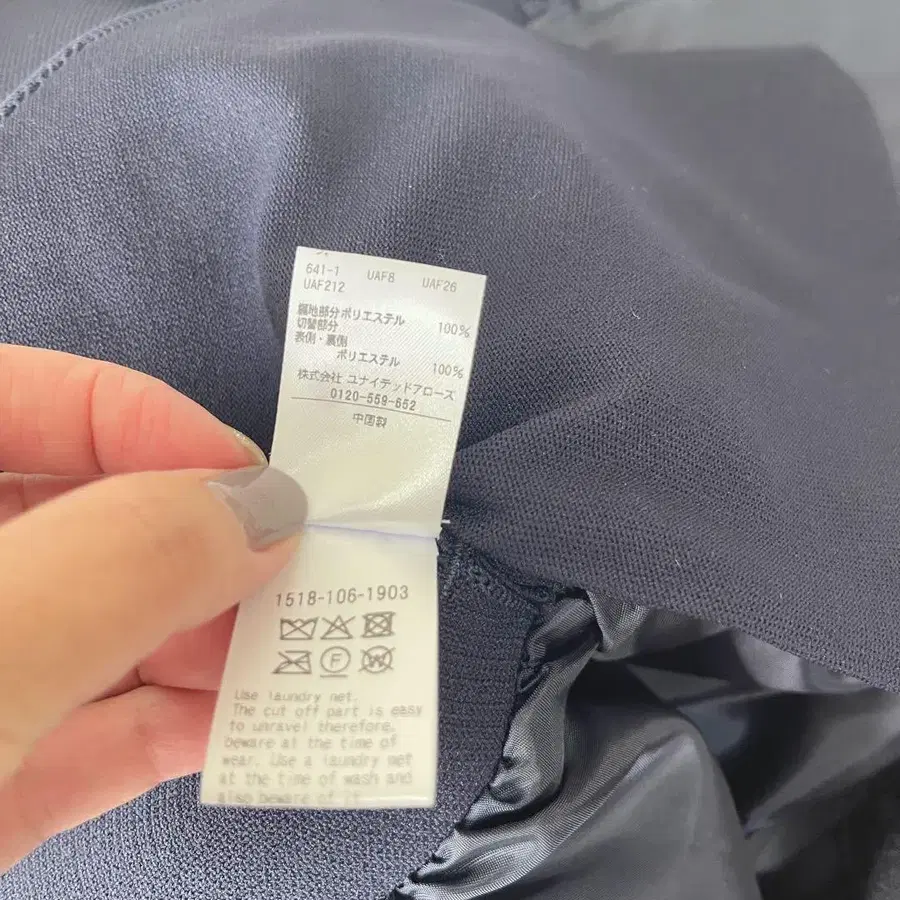 641-1 UAF8 UAF26
UAF212
編地部分ポリエステル 100%
切替部分
表側・裏側
ポリエステル 100%
株式会社 ユナイテッドアローズ
0120-559-652
中国製
1518-106-1903
F W
Use laundry net.
The cut off part is easy
to unravel therefore,
beware at the time of
wear. Use a laundry net
at the time of wash and
also beware of it